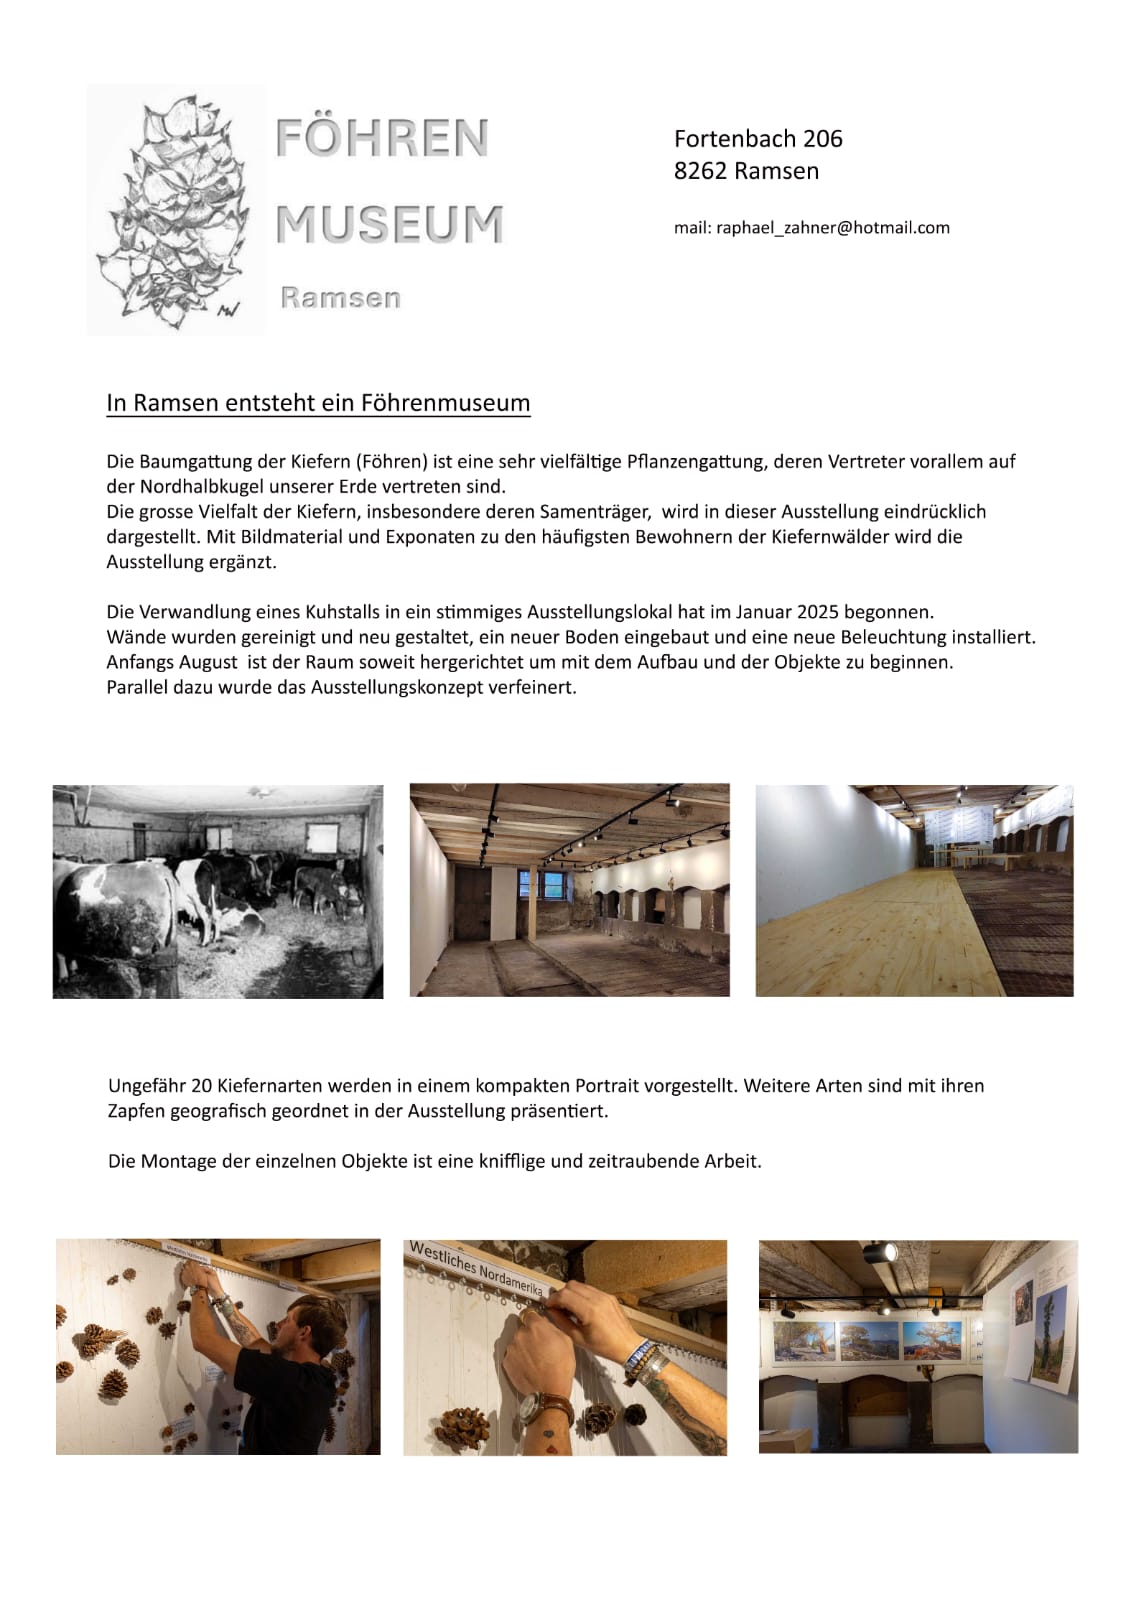 FÖHREN
MUSEUM
Ramsen
MW
Fortenbach 206
8262 Ramsen
mail: raphael_zahner@hotmail.com
In Ramsen entsteht ein Föhrenmuseum
Die Baumgattung der Kiefern (Föhren) ist eine sehr vielfältige Pflanzengattung, deren Vertreter vorallem auf
der Nordhalbkugel unserer Erde vertreten sind.
Die grosse Vielfalt der Kiefern, insbesondere deren Samenträger,  wird in dieser Ausstellung eindrücklich
dargestellt. Mit Bildmaterial und Exponaten zu den häufigsten Bewohnern der Kiefernwälder wird die
Ausstellung ergänzt.
Die Verwandlung eines Kuhstalls in ein stimmiges Ausstellungslokal hat im Januar 2025 begonnen.
Wände wurden gereinigt und neu gestaltet, ein neuer Boden eingebaut und eine neue Beleuchtung installiert.
Anfangs August  ist der Raum soweit hergerichtet um mit dem Aufbau und der Objekte zu beginnen.
Parallel dazu wurde das Ausstellungskonzept verfeinert.
Ungefähr 20 Kiefernarten werden in einem kompakten Portrait vorgestellt. Weitere Arten sind mit ihren
Zapfen geografisch geordnet in der Ausstellung präsentiert.
Die Montage der einzelnen Objekte ist eine knifflige und zeitraubende Arbeit.
Westliches Nordamerika
Westliches Nordamerika